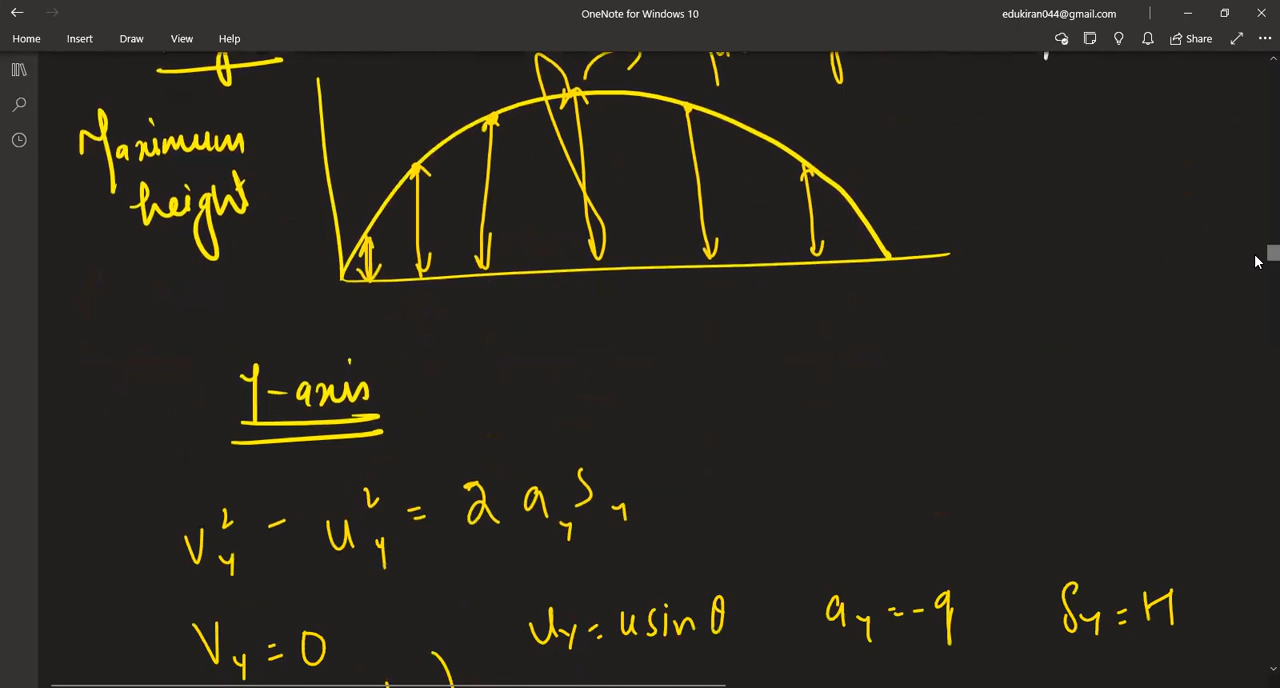 OneNote for Windows 10
edukiran044@gmail.com
Home Insert Draw View Help
Share
Maximum
height
Y-axis
v_y^2 - u_y^2 = 2 a_y s_y
v_y = 0 u_y = u sin θ a_y = -g s_y = H